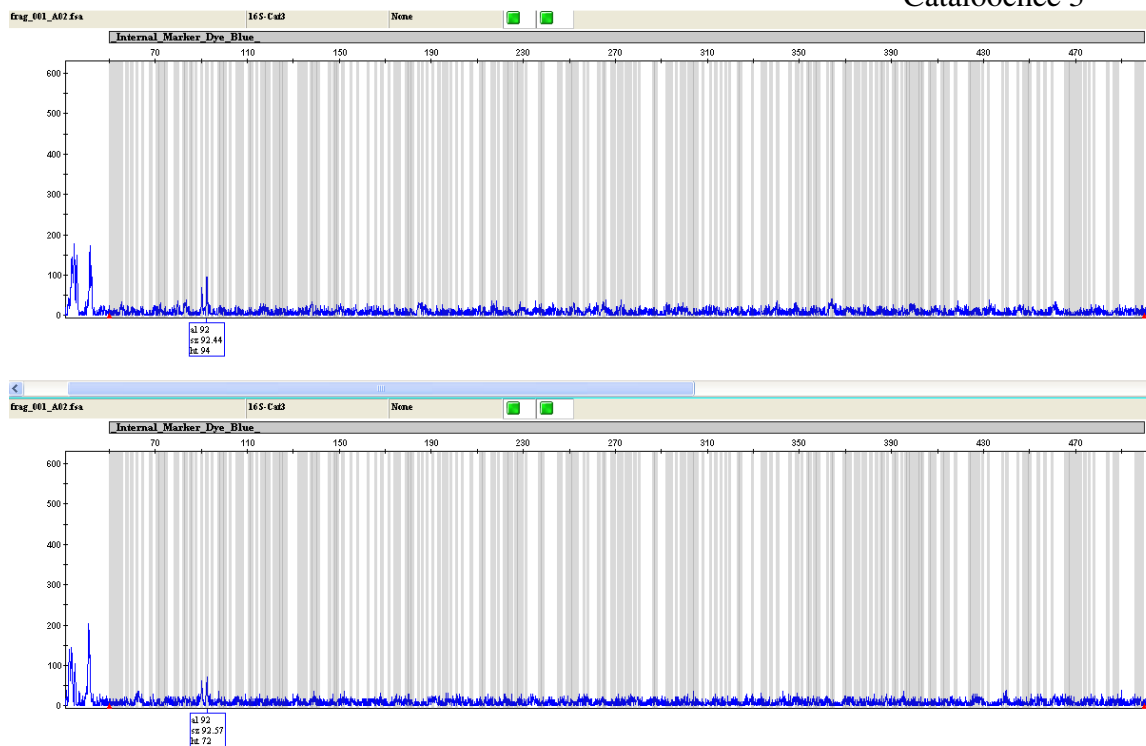 frag_001_A02.fsa 16S-Cat3 None
_Internal_Marker_Dye_Blue_
70 110 150 190 230 270 310 350 390 430 470
600
500
400
300
200
100
0
al 92
sz 92.44
ht 94
frag_001_A02.fsa 16S-Cat3 None
_Internal_Marker_Dye_Blue_
70 110 150 190 230 270 310 350 390 430 470
600
500
400
300
200
100
0
al 92
sz 92.57
ht 72